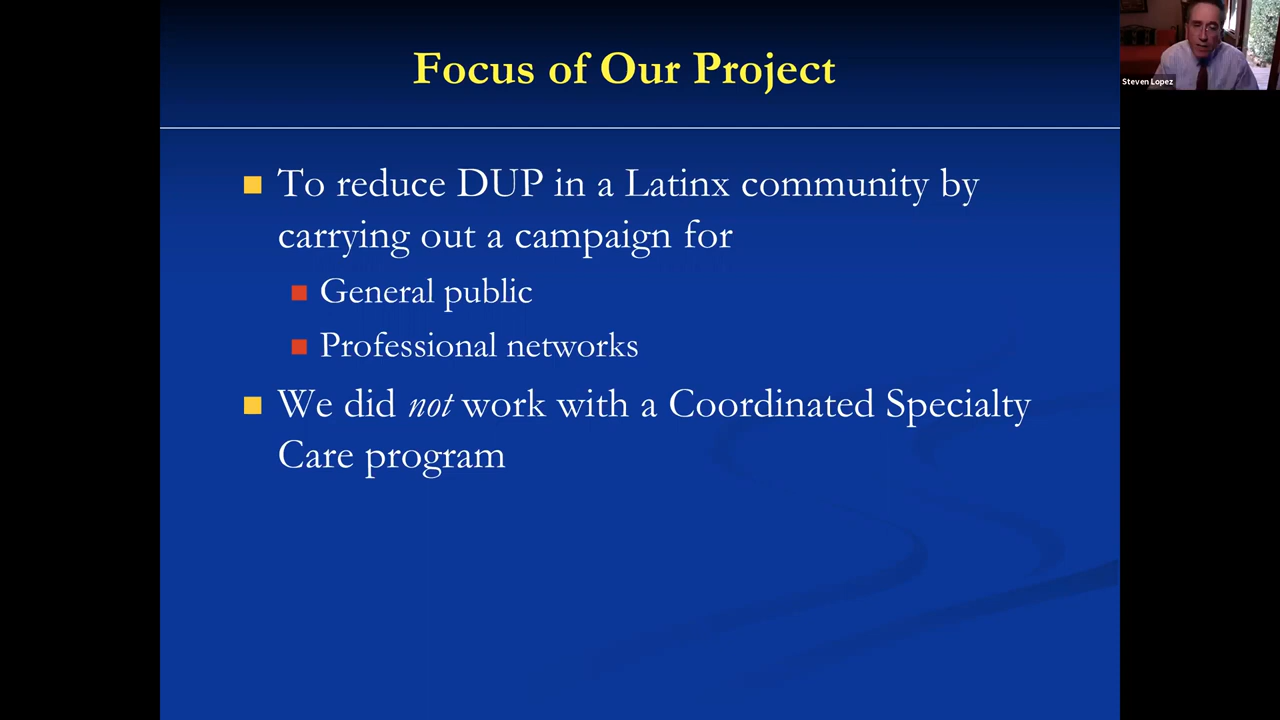 Focus of Our Project
Steven Lopez
To reduce DUP in a Latinx community by
carrying out a campaign for
General public
Professional networks
We did not work with a Coordinated Specialty
Care program